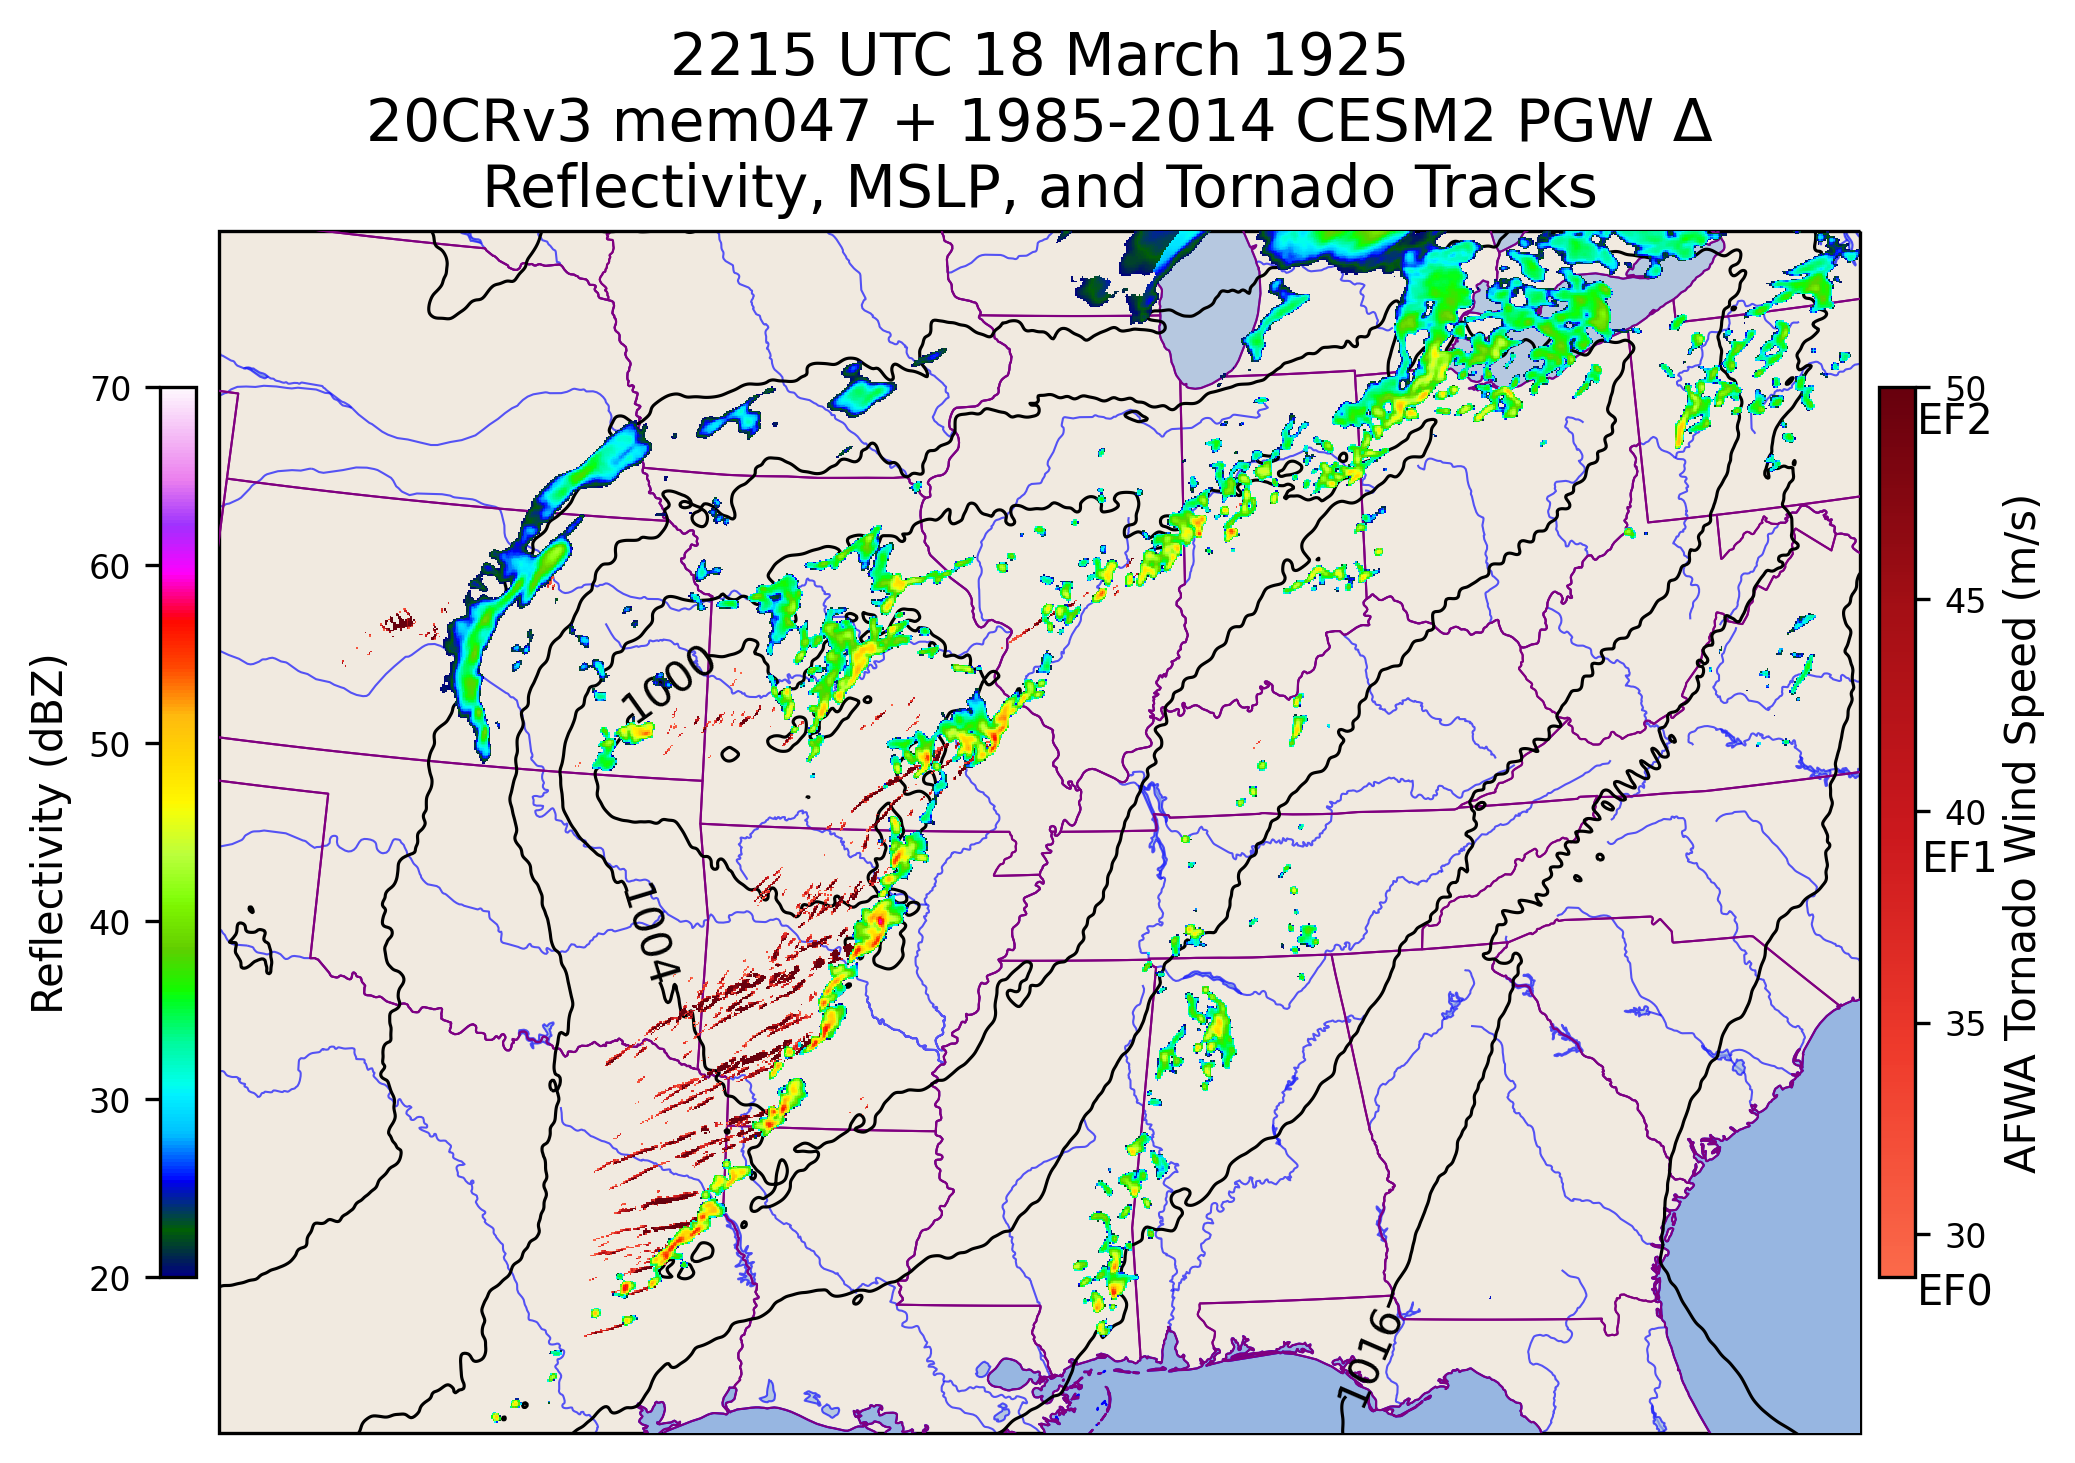 2215 UTC 18 March 1925
20CRv3 mem047 + 1985-2014 CESM2 PGW Δ
Reflectivity, MSLP, and Tornado Tracks
70
60
50
40
30
20
Reflectivity (dBZ)
1000
1004
1016
50
EF2
45
40
EF1
35
30
EF0
AFWA Tornado Wind Speed (m/s)